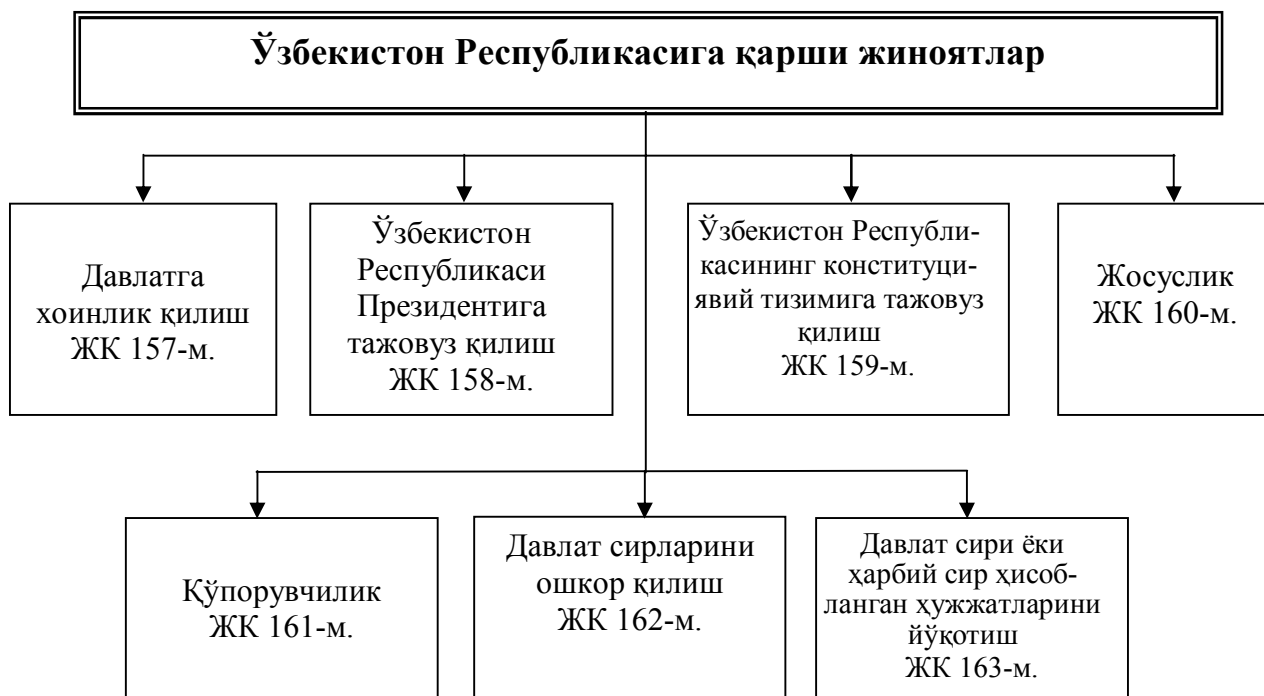 Ўзбекистон Республикасига қарши жиноятлар
Давлатга
хоинлик қилиш
ЖК 157-м.
Ўзбекистон
Республикаси
Президентига
тажовуз қилиш
ЖК 158-м.
Ўзбекистон Республи-
касининг конституци-
явий тизимига тажовуз
қилиш
ЖК 159-м.
Жосуслик
ЖК 160-м.
Қўпорувчилик
ЖК 161-м.
Давлат сирларини
ошкор қилиш
ЖК 162-м.
Давлат сири ёки
ҳарбий сир ҳисоб-
ланган ҳужжатларини
йўқотиш
ЖК 163-м.